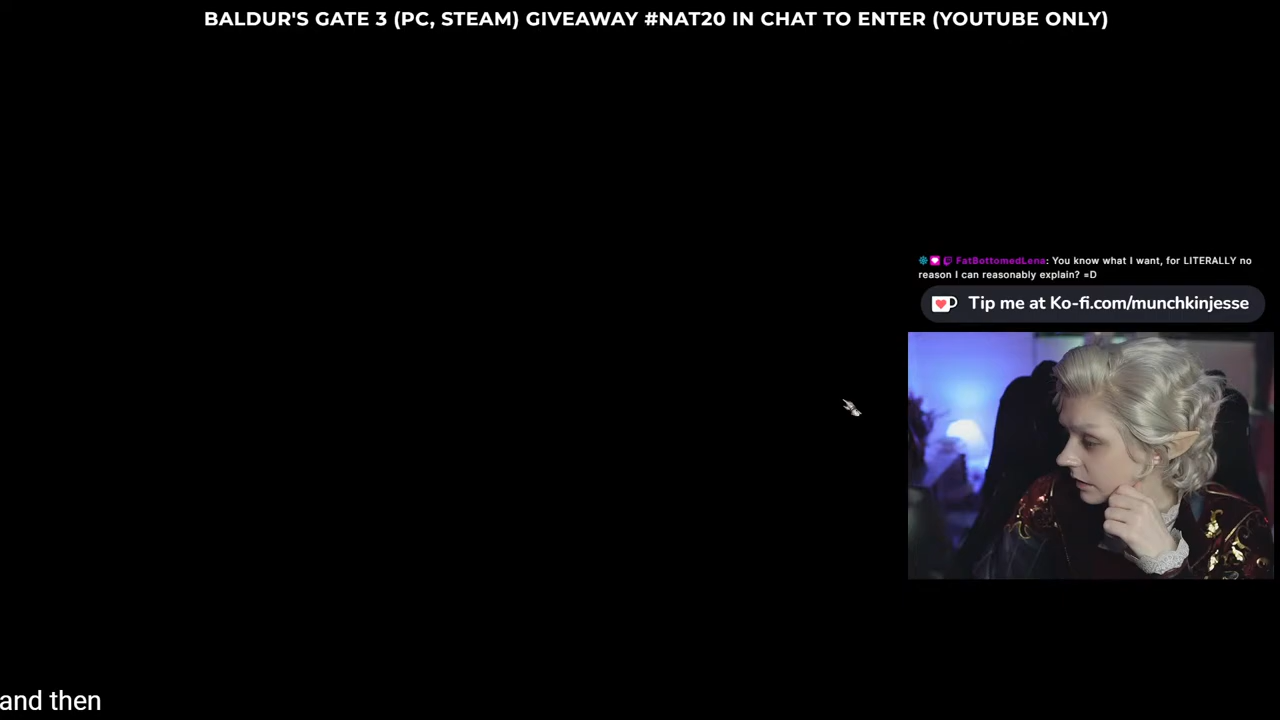 BALDUR'S GATE 3 (PC, STEAM) GIVEAWAY #NAT20 IN CHAT TO ENTER (YOUTUBE ONLY)
FatBottomedLena: You know what I want, for LITERALLY no
reason I can reasonably explain? =D
Tip me at Ko-fi.com/munchkinjesse
and then